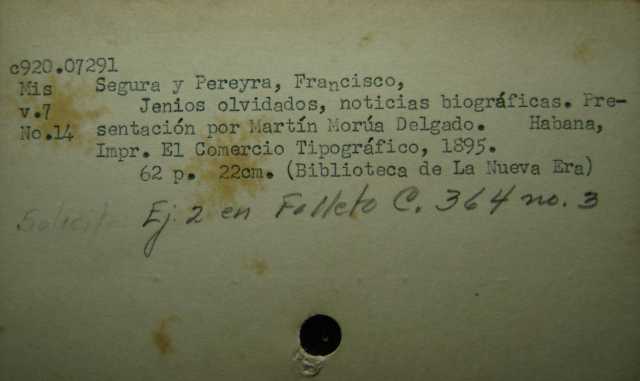 c920.07291
Mis Segura y Pereyra, Francisco,
v.7 Jenios olvidados, noticias biográficas. Pre-
No.14 sentación por Martín Morúa Delgado. Habana,
Impr. El Comercio Tipográfico, 1895.
62 p. 22cm. (Biblioteca de La Nueva Era)
Ej. 2 en Folleto C. 364 no. 3